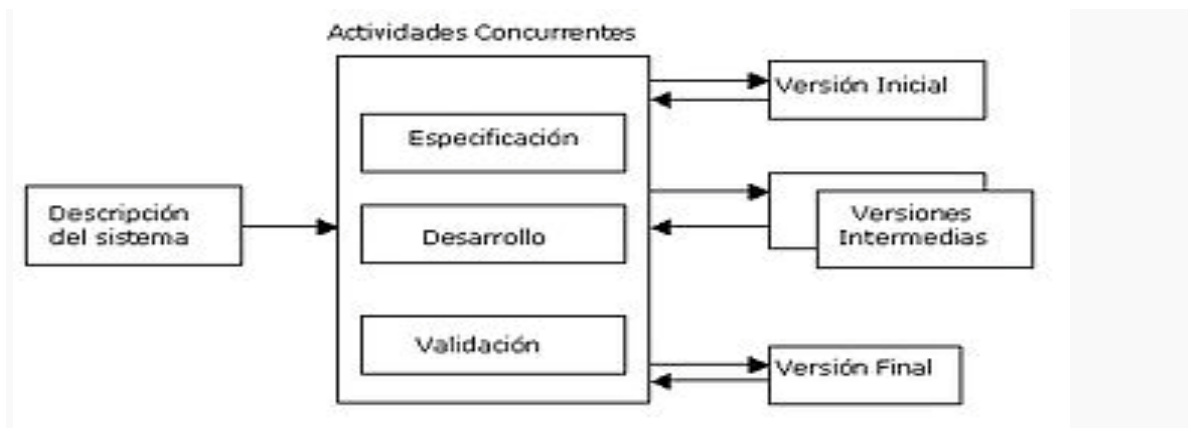 Actividades Concurrentes
Versión Inicial
Especificación
Descripción
del sistema
Desarrollo
Versiones
Intermedias
Validación
Versión Final